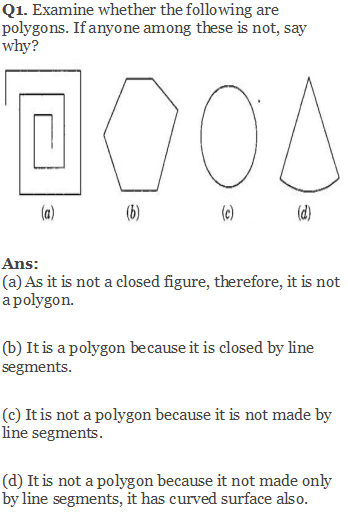 Q1. Examine whether the following are
polygons. If anyone among these is not, say
why?
(a) (b) (c) (d)
Ans:
(a) As it is not a closed figure, therefore, it is not
a polygon.
(b) It is a polygon because it is closed by line
segments.
(c) It is not a polygon because it is not made by
line segments.
(d) It is not a polygon because it not made only
by line segments, it has curved surface also.